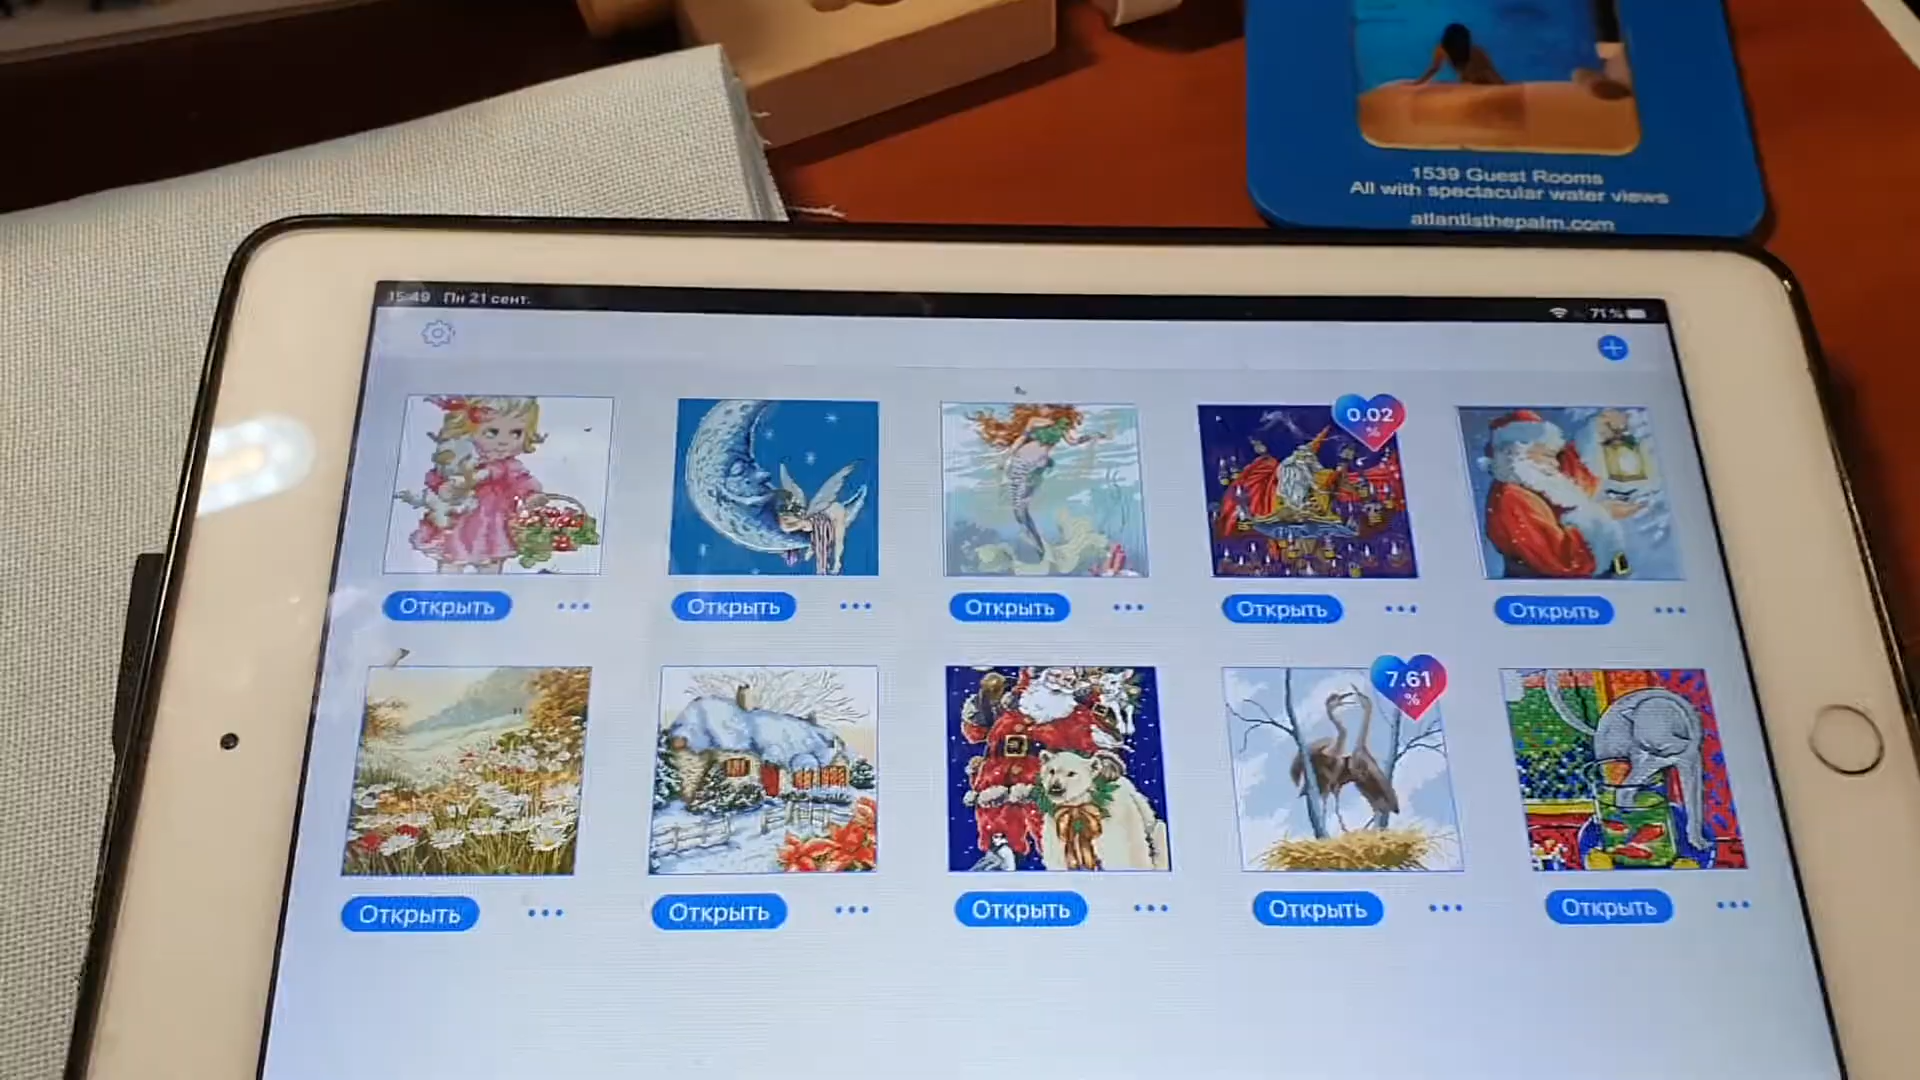 1539 Guest Rooms
All with spectacular water views
atlantisthepalm.com
15:49 Пн 21 сент.
71 %
0.02
%
Открыть
Открыть
Открыть
Открыть
Открыть
7.61
%
Открыть
Открыть
Открыть
Открыть
Открыть